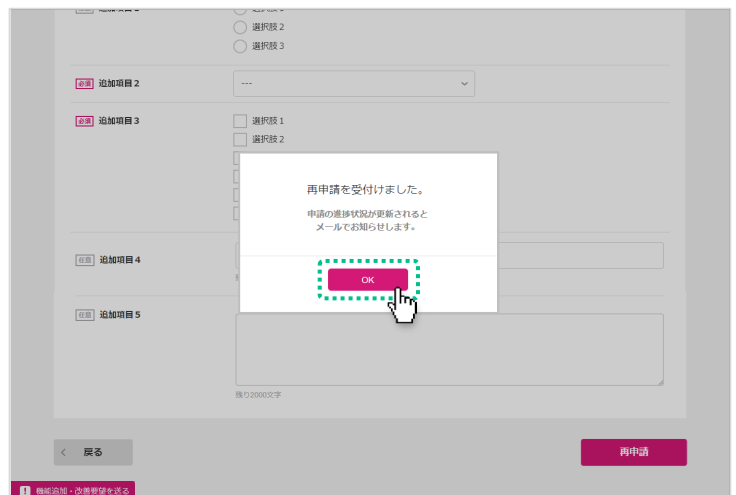 選択肢2
選択肢3
必須 追加項目2
---
必須 追加項目3
選択肢1
選択肢2
再申請を受付けました。
申請の進捗状況が更新されると
メールでお知らせします。
OK
任意 追加項目4
任意 追加項目5
残り2000文字
戻る
再申請
機能追加・改善要望を送る